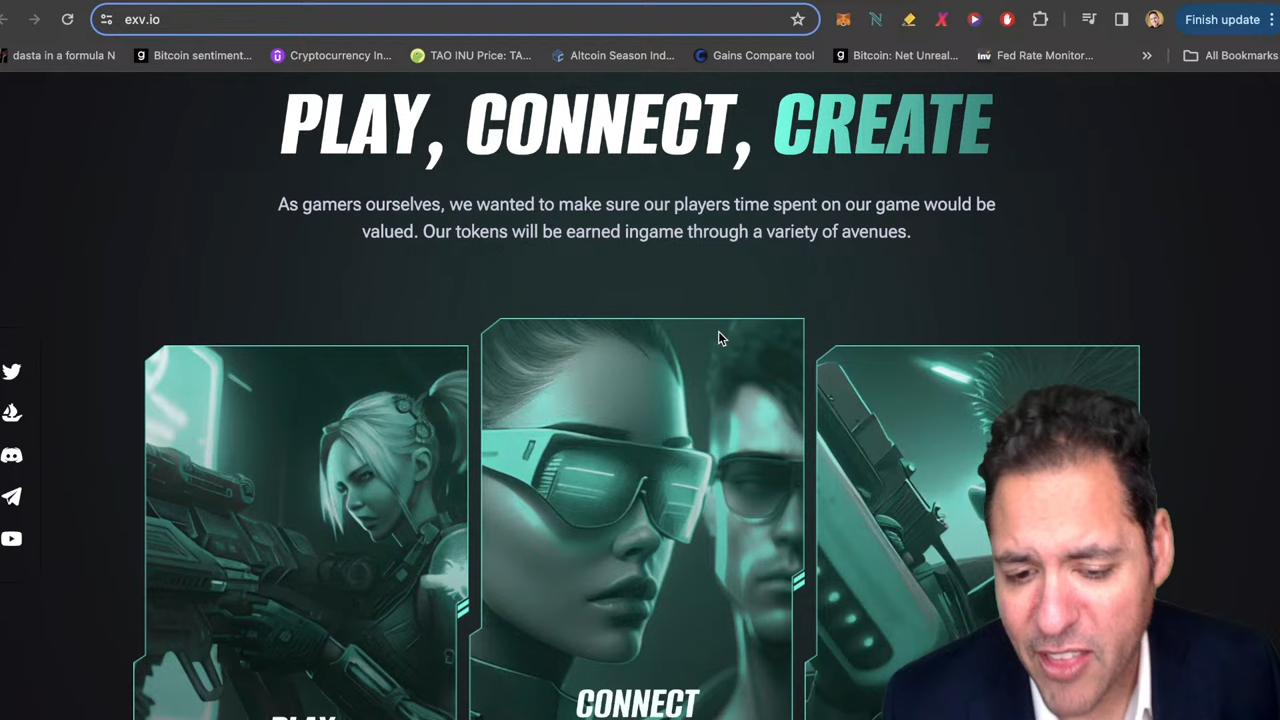 exv.io
Finish update
dasta in a formula N
Bitcoin sentiment...
Cryptocurrency In...
TAO INU Price: TA...
Altcoin Season Ind...
Gains Compare tool
Bitcoin: Net Unreal...
inv
Fed Rate Monitor...
»
All Bookmarks
PLAY, CONNECT, CREATE
As gamers ourselves, we wanted to make sure our players time spent on our game would be
valued. Our tokens will be earned ingame through a variety of avenues.
PLAY
CONNECT